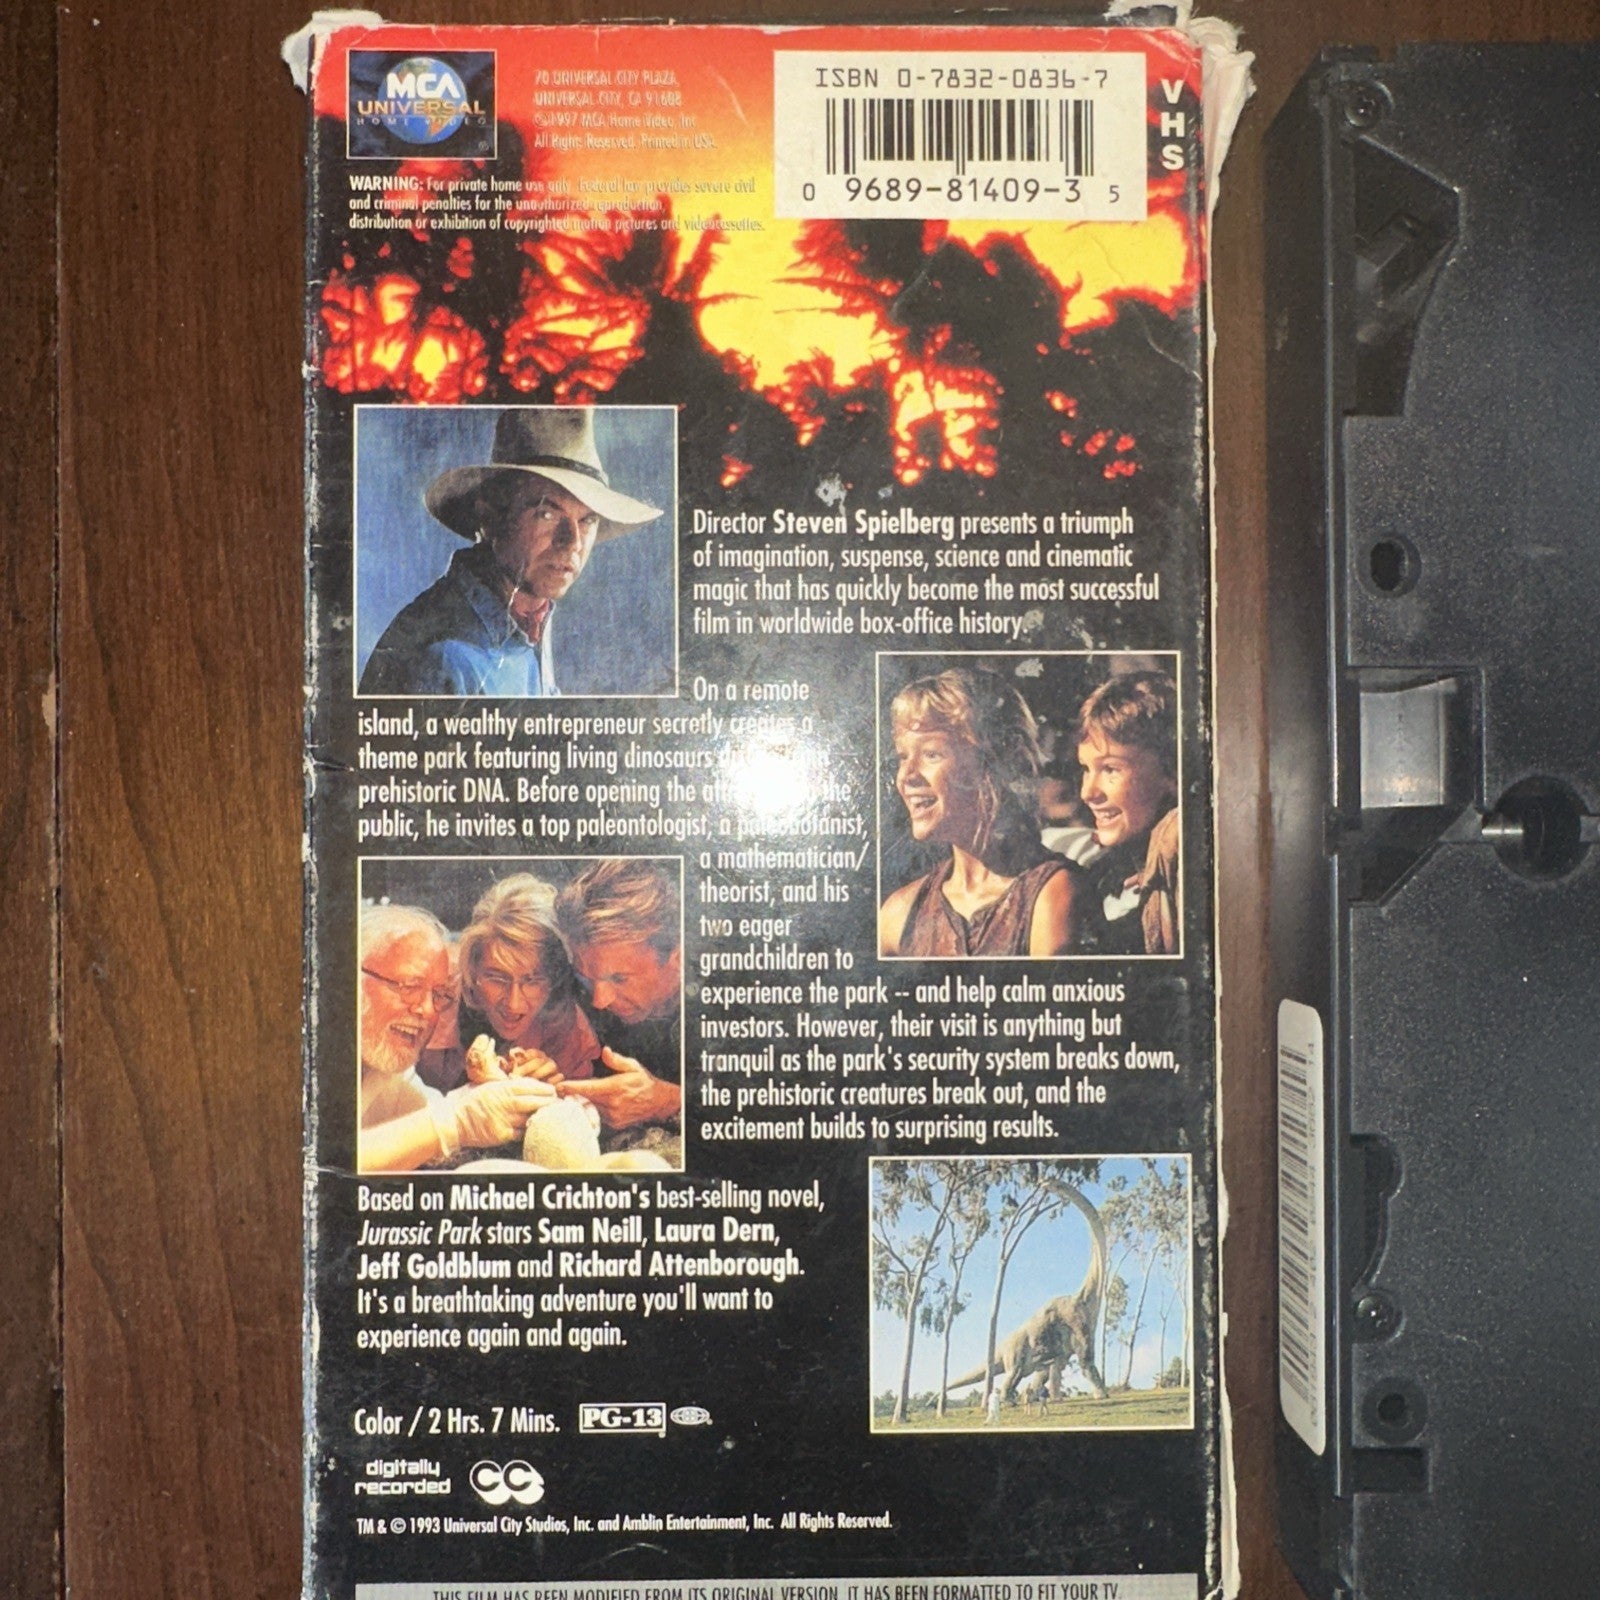 MCA
UNIVERSAL
HOME VIDEO
®
70 UNIVERSAL CITY PLAZA
UNIVERSAL CITY, CA 91608
©1997 MCA Home Video, Inc
All Rights Reserved. Printed in USA
WARNING: For private home use only. Federal law provides severe civil
and criminal penalties for the unauthorized reproduction,
distribution or exhibition of copyrighted motion pictures and videocassettes.
ISBN 0-7832-0836-7
0 9689-81409-3 5
VHS
Director Steven Spielberg presents a triumph
of imagination, suspense, science and cinematic
magic that has quickly become the most successful
film in worldwide box-office history.
On a remote
island, a wealthy entrepreneur secretly creates a
theme park featuring living dinosaurs
prehistoric DNA. Before opening the the
public, he invites a top paleontologist, a paleobotanist,
a mathematician/
theorist, and his
two eager
grandchildren to
experience the park -- and help calm anxious
investors. However, their visit is anything but
tranquil as the park's security system breaks down,
the prehistoric creatures break out, and the
excitement builds to surprising results.
Based on Michael Crichton's best-selling novel,
Jurassic Park stars Sam Neill, Laura Dern,
Jeff Goldblum and Richard Attenborough.
It's a breathtaking adventure you'll want to
experience again and again.
Color / 2 Hrs. 7 Mins. PG-13
digitally
recorded
CC
TM & © 1993 Universal City Studios, Inc. and Amblin Entertainment, Inc. All Rights Reserved.
THIS FILM HAS BEEN MODIFIED FROM ITS ORIGINAL VERSION. IT HAS BEEN FORMATTED TO FIT YOUR TV.